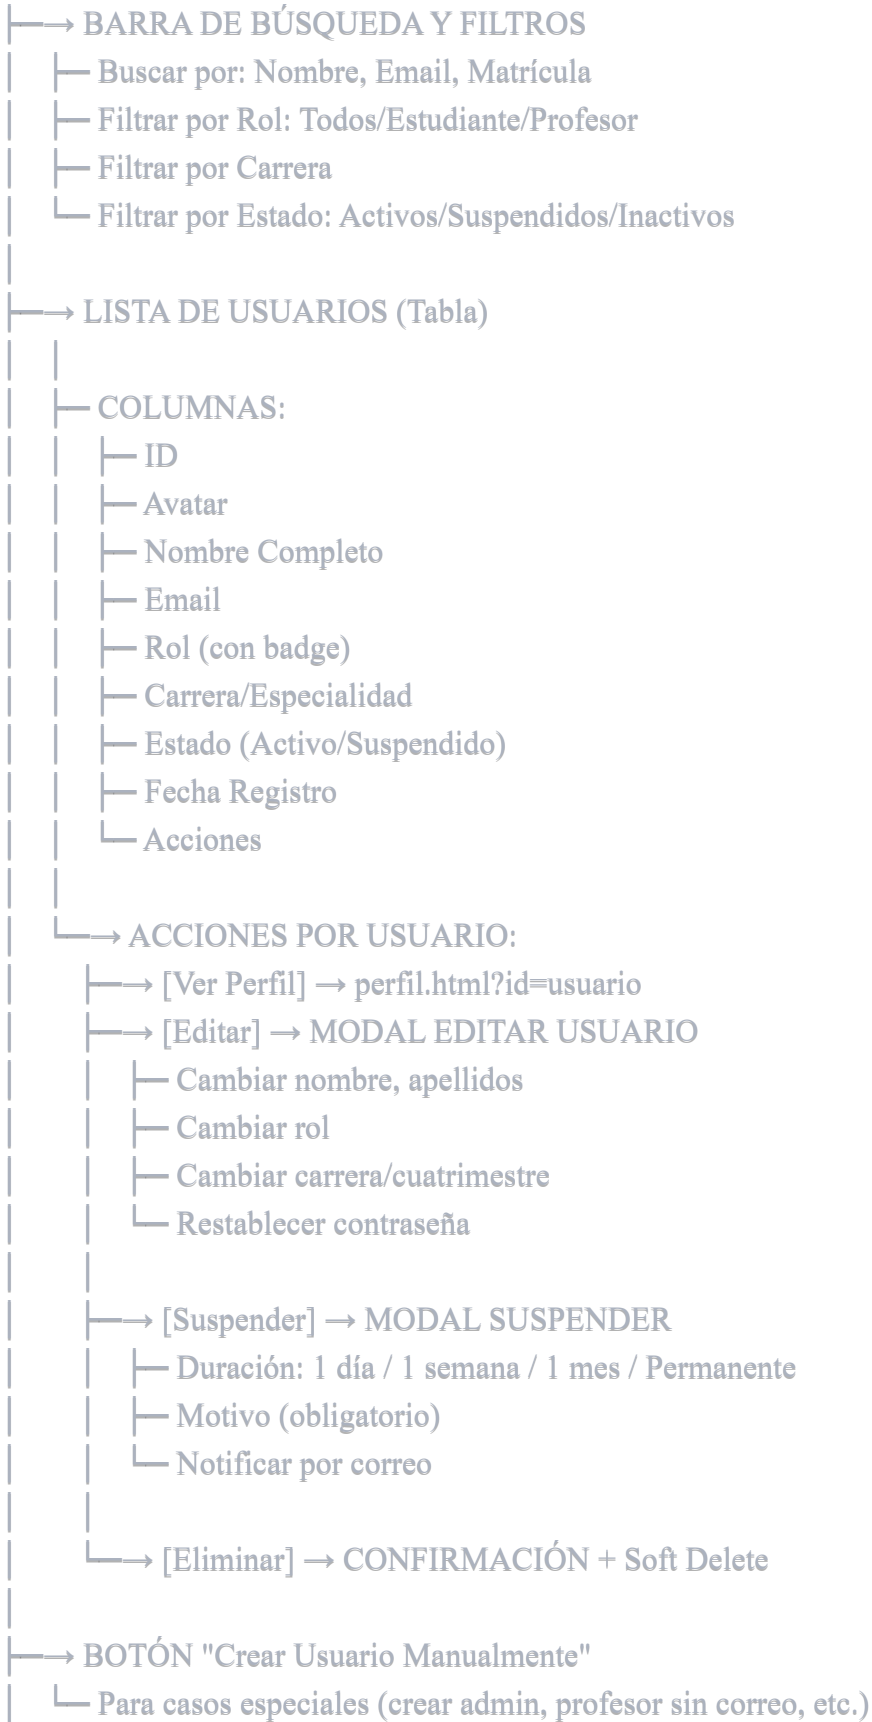 ├──→ BARRA DE BÚSQUEDA Y FILTROS
│   ├── Buscar por: Nombre, Email, Matrícula
│   ├── Filtrar por Rol: Todos/Estudiante/Profesor
│   ├── Filtrar por Carrera
│   └── Filtrar por Estado: Activos/Suspendidos/Inactivos
│
├──→ LISTA DE USUARIOS (Tabla)
│   │
│   ├── COLUMNAS:
│   │   ├── ID
│   │   ├── Avatar
│   │   ├── Nombre Completo
│   │   ├── Email
│   │   ├── Rol (con badge)
│   │   ├── Carrera/Especialidad
│   │   ├── Estado (Activo/Suspendido)
│   │   ├── Fecha Registro
│   │   └── Acciones
│   │
│   └──→ ACCIONES POR USUARIO:
│       ├──→ [Ver Perfil] → perfil.html?id=usuario
│       ├──→ [Editar] → MODAL EDITAR USUARIO
│       │   ├── Cambiar nombre, apellidos
│       │   ├── Cambiar rol
│       │   ├── Cambiar carrera/cuatrimestre
│       │   └── Restablecer contraseña
│       │
│       ├──→ [Suspender] → MODAL SUSPENDER
│       │   ├── Duración: 1 día / 1 semana / 1 mes / Permanente
│       │   ├── Motivo (obligatorio)
│       │   └── Notificar por correo
│       │
│       └──→ [Eliminar] → CONFIRMACIÓN + Soft Delete
│
├──→ BOTÓN "Crear Usuario Manualmente"
│   └── Para casos especiales (crear admin, profesor sin correo, etc.)